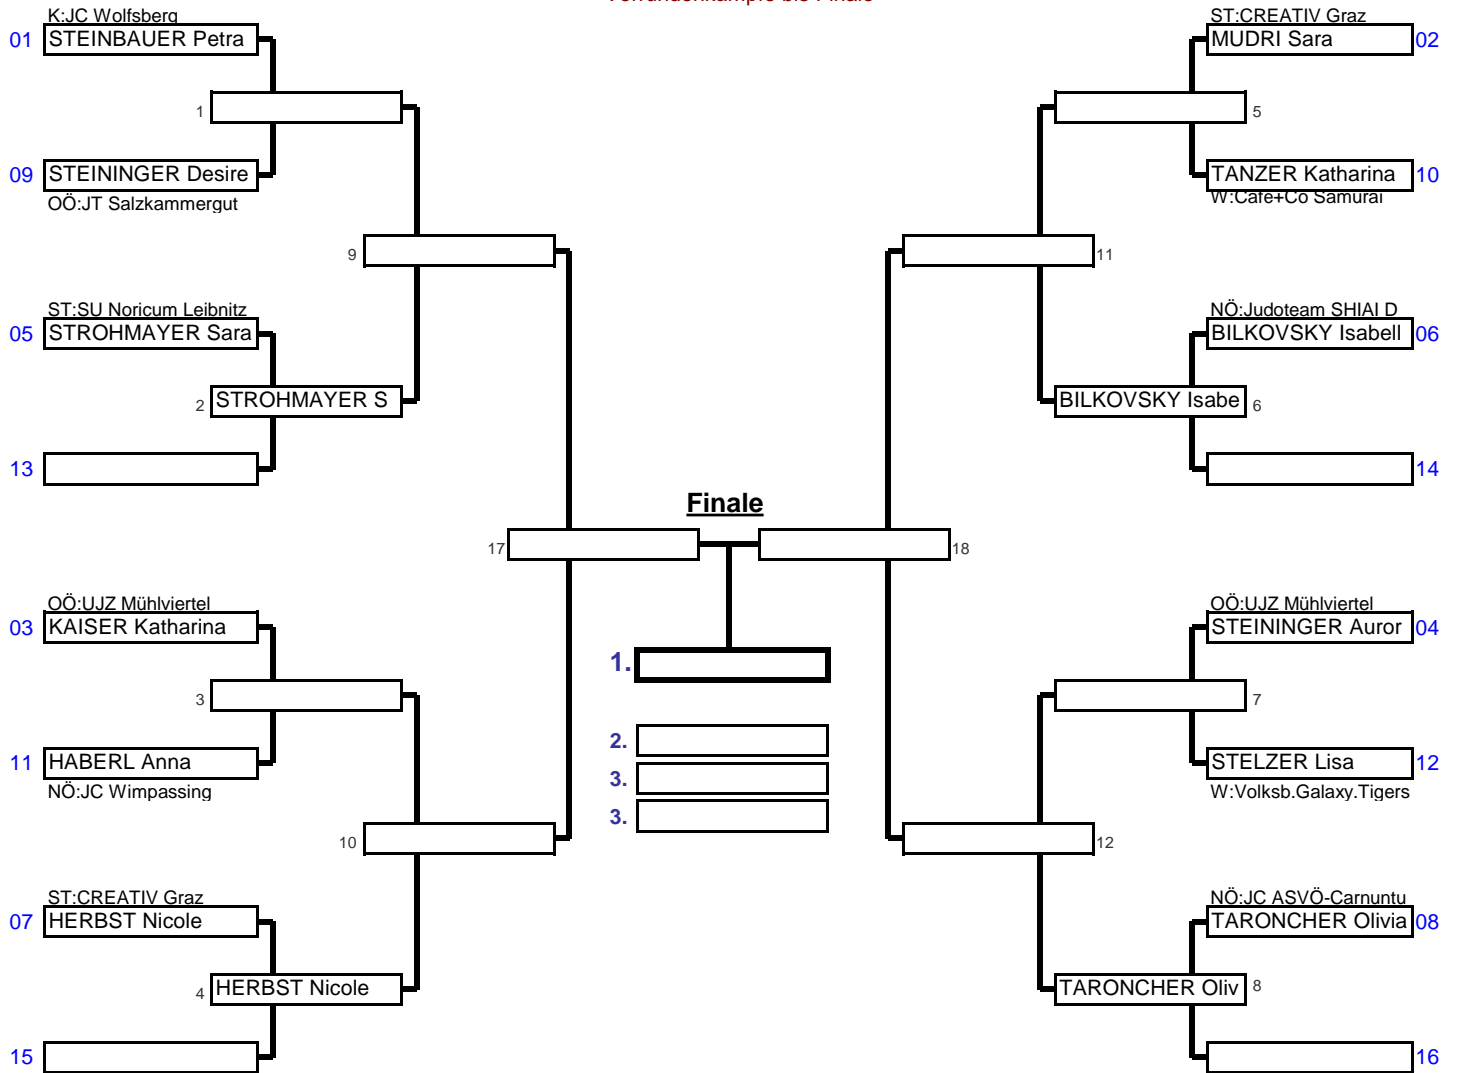 Vorrundenkämpfe bis Finale
K:JC Wolfsberg
01 STEINBAUER Petra
1
09 STEININGER Desire
OÖ:JT Salzkammergut
9
ST:SU Noricum Leibnitz
05 STROHMAYER Sara
2 STROHMAYER S
13
17
OÖ:UJZ Mühlviertel
03 KAISER Katharina
3
11 HABERL Anna
NÖ:JC Wimpassing
10
ST:CREATIV Graz
07 HERBST Nicole
4 HERBST Nicole
15
Finale
1.
2.
3.
3.
ST:CREATIV Graz
MUDRI Sara 02
5
TANZER Katharina 10
W:Cafe+Co Samurai
11
NÖ:Judoteam SHIAI D
BILKOVSKY Isabell 06
BILKOVSKY Isabe 6
14
18
OÖ:UJZ Mühlviertel
STEININGER Auror 04
7
STELZER Lisa 12
W:Volksb.Galaxy.Tigers
12
NÖ:JC ASVÖ-Carnuntu
TARONCHER Olivia 08
TARONCHER Oliv 8
16